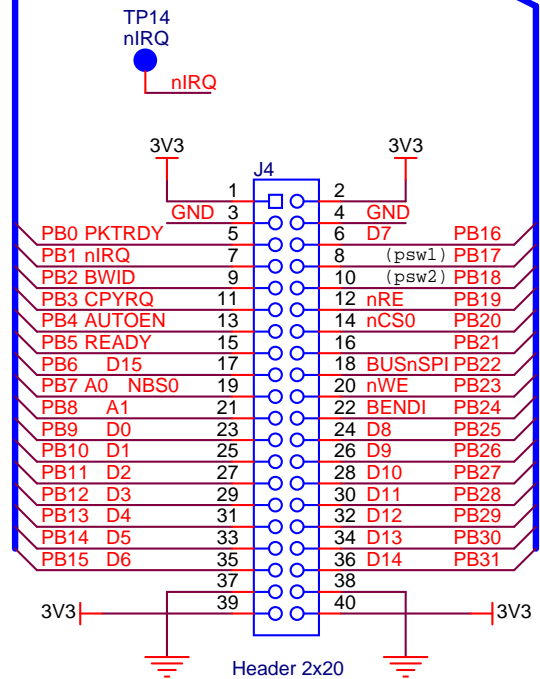 TP14
nIRQ
nIRQ
3V3 3V3
J4
1 2
GND 3 4 GND
PB0 PKTRDY 5 6 D7 PB16
PB1 nIRQ 7 8 (psw1) PB17
PB2 BWID 9 10 (psw2) PB18
PB3 CPYRQ 11 12 nRE PB19
PB4 AUTOEN 13 14 nCS0 PB20
PB5 READY 15 16 PB21
PB6 D15 17 18 BUSnSPI PB22
PB7 A0 NBS0 19 20 nWE PB23
PB8 A1 21 22 BENDI PB24
PB9 D0 23 24 D8 PB25
PB10 D1 25 26 D9 PB26
PB11 D2 27 28 D10 PB27
PB12 D3 29 30 D11 PB28
PB13 D4 31 32 D12 PB29
PB14 D5 33 34 D13 PB30
PB15 D6 35 36 D14 PB31
37 38
3V3 39 40 3V3
Header 2x20